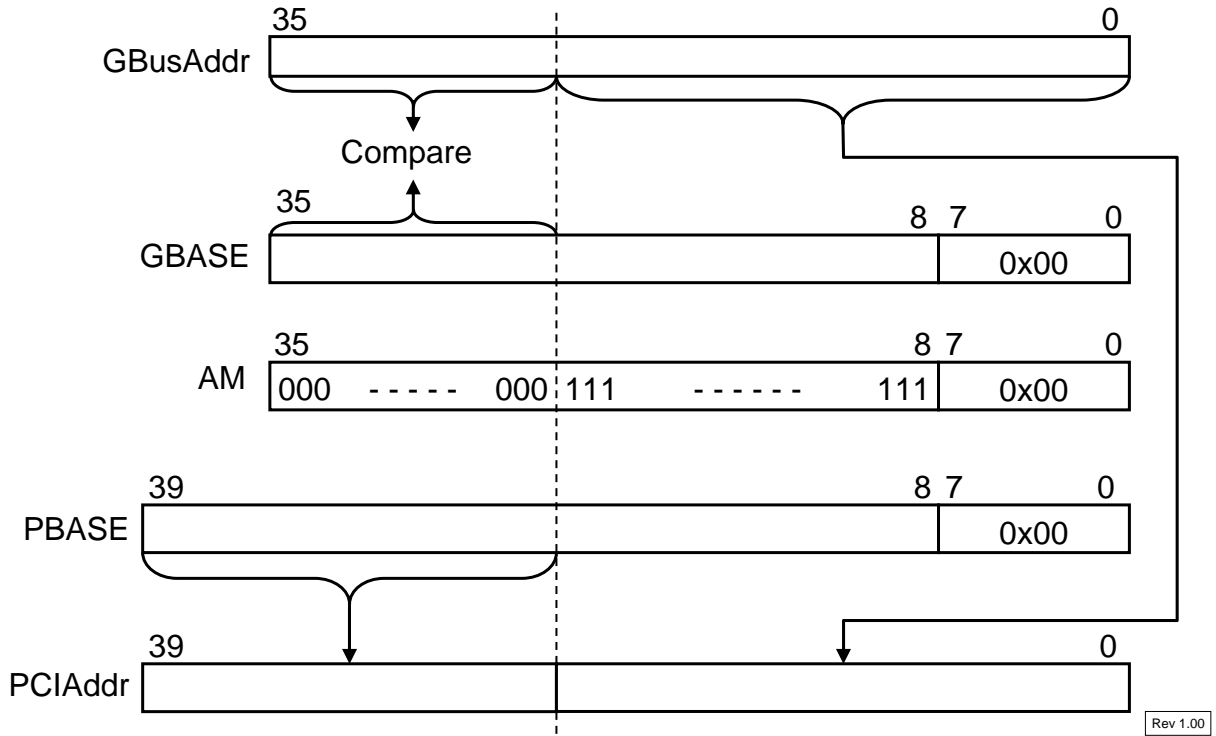 35 0
GBusAddr
Compare
35 8 7 0
GBASE 0x00
35 8 7 0
AM 000 - - - - - 000 111 - - - - - - 111 0x00
39 8 7 0
PBASE 0x00
39 0
PCIAddr
Rev 1.00